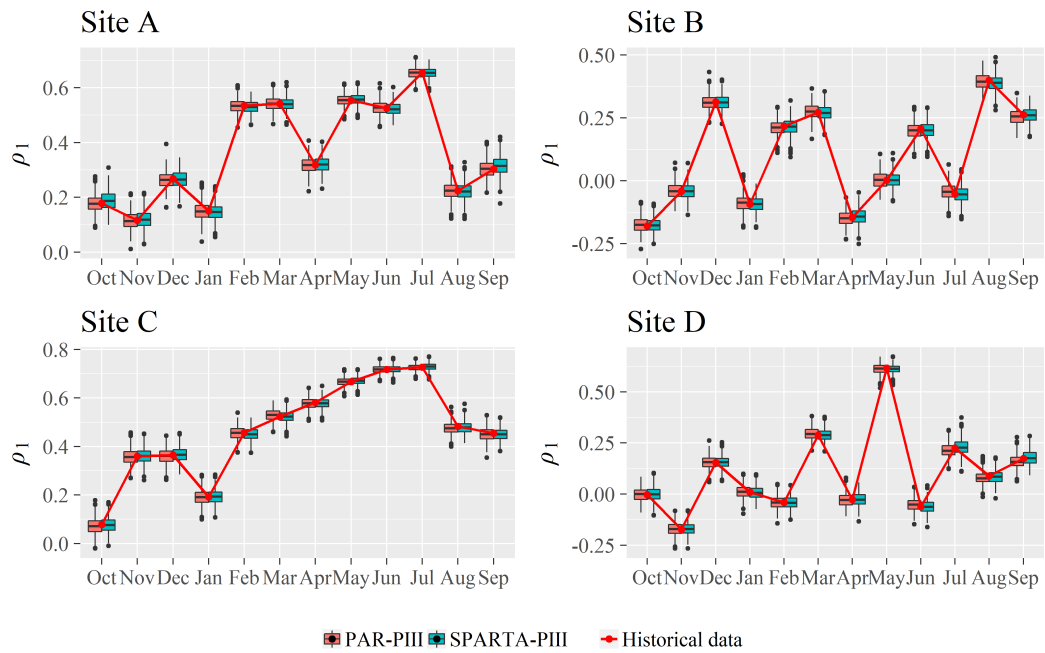 Site A
Site B
ρ1
0.6
0.4
0.2
0.0
Oct Nov Dec Jan Feb Mar Apr May Jun Jul Aug Sep
ρ1
0.50
0.25
0.00
-0.25
Oct Nov Dec Jan Feb Mar Apr May Jun Jul Aug Sep
Site C
Site D
ρ1
0.8
0.6
0.4
0.2
0.0
Oct Nov Dec Jan Feb Mar Apr May Jun Jul Aug Sep
ρ1
0.50
0.25
0.00
-0.25
Oct Nov Dec Jan Feb Mar Apr May Jun Jul Aug Sep
PAR-PIII SPARTA-PIII Historical data